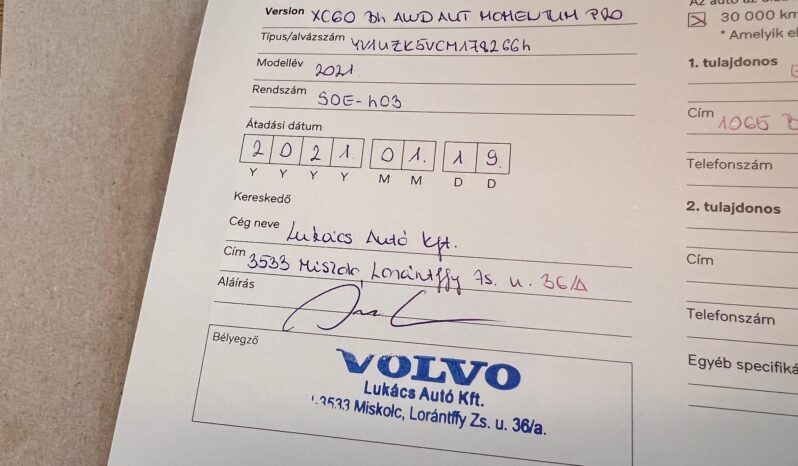 Version XC60 B4 AWD AUT MOMENTUM PRO
Típus/alvázszám YV1UZK5VCM1782664
Modellév 2021
Rendszám SOE-403
Átadási dátum
2 0 2 1. 0 1. 1 9.
Y Y Y Y M M D D
Kereskedő
Cég neve Lukács Autó Kft.
Cím 3533 Miskolc Lorántffy Zs. u. 36/A
Aláírás
Bélyegző
VOLVO
Lukács Autó Kft.
3533 Miskolc, Lorántffy Zs. u. 36/a.
30 000 km
* Amelyik el
1. tulajdonos
Cím 1065
Telefonszám
2. tulajdonos
Cím
Telefonszám
Egyéb specifiká